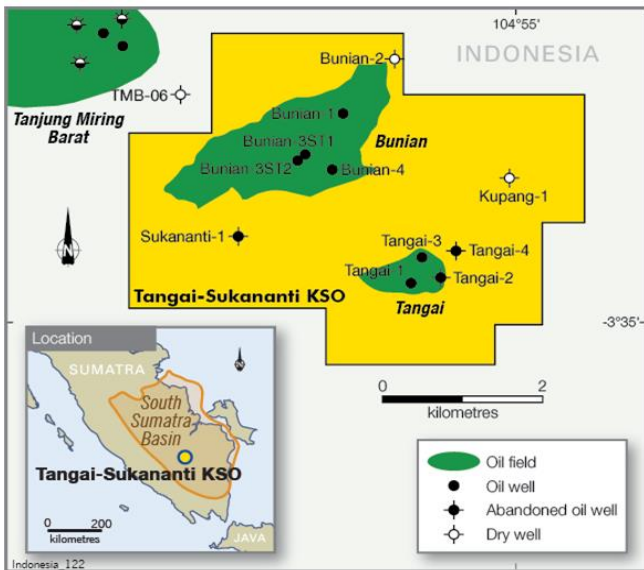 104°55'
INDONESIA
Bunian-2
TMB-06
Tanjung Miring
Barat
Bunian-1
Bunian
Bunian-3ST1
Bunian-3ST2
Bunian-4
Kupang-1
Sukananti-1
Tangai-3
Tangai-4
Tangai-1
Tangai-2
Tangai-Sukananti KSO
Tangai
N
-3°35'
Location
SUMATRA
N
South
Sumatra
Basin
Tangai-Sukananti KSO
0 200
kilometres
JAVA
0 2
kilometres
Oil field
Oil well
Abandoned oil well
Dry well
Indonesia_122